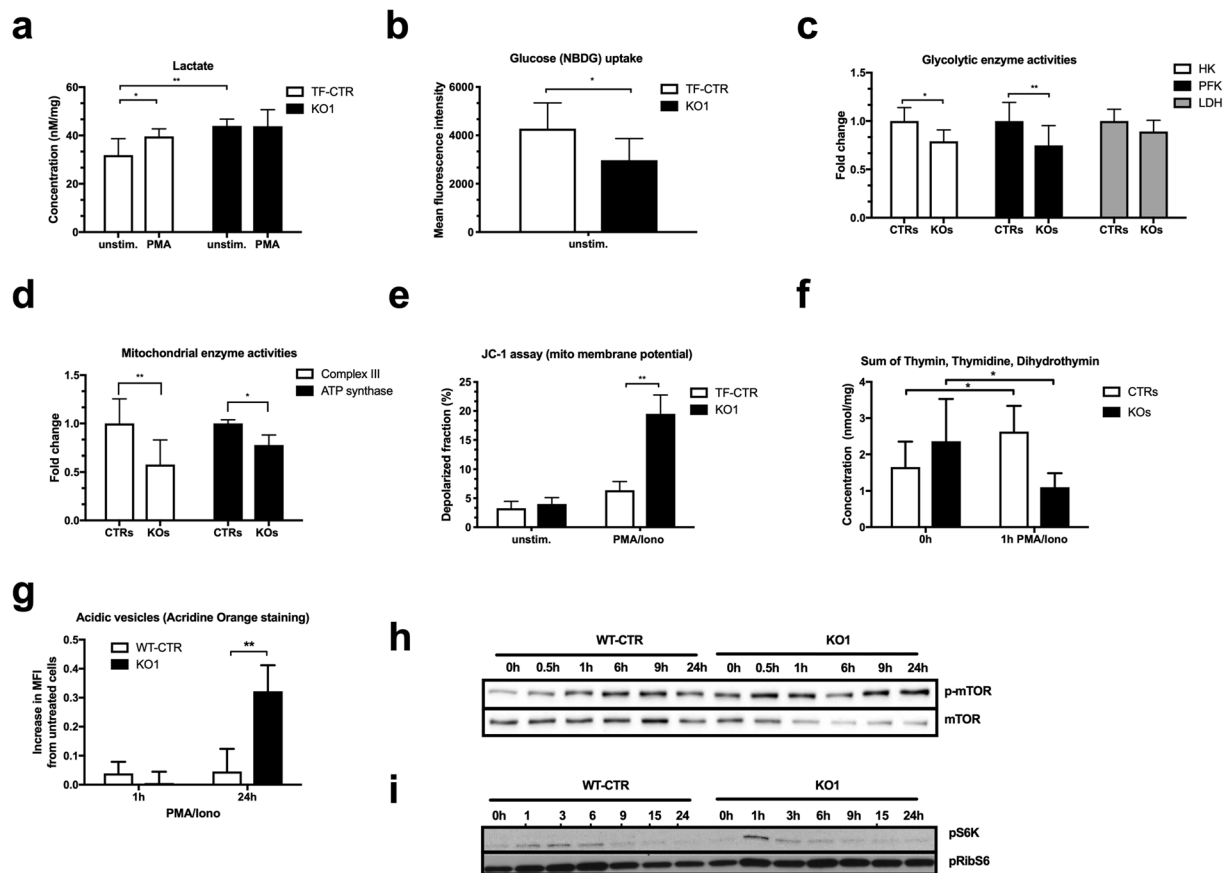 a
Lactate
Concentration (nM/mg)
60
40
20
0
**
*
TF-CTR
KO1
unstim. PMA unstim. PMA
b
Glucose (NBDG) uptake
Mean fluorescence intensity
6000
4000
2000
0
*
TF-CTR
KO1
unstim.
c
Glycolytic enzyme activities
Fold change
1.0
0.5
0.0
*
**
HK
PFK
LDH
CTRs KOs CTRs KOs CTRs KOs
d
Mitochondrial enzyme activities
Fold change
1.5
1.0
0.5
0.0
**
*
Complex III
ATP synthase
CTRs KOs CTRs KOs
e
JC-1 assay (mito membrane potential)
Depolarized fraction (%)
25
20
15
10
5
0
**
TF-CTR
KO1
unstim. PMA/Iono
f
Sum of Thymin, Thymidine, Dihydrothymin
Concentration (nmol/mg)
4
3
2
1
0
*
*
CTRs
KOs
0h 1h PMA/Iono
g
Acidic vesicles (Acridine Orange staining)
Increase in MFI
from untreated cells
0.5
0.4
0.3
0.2
0.1
0.0
WT-CTR
KO1
**
1h 24h
PMA/Iono
h
WT-CTR KO1
0h 0.5h 1h 6h 9h 24h 0h 0.5h 1h 6h 9h 24h
p-mTOR
mTOR
i
WT-CTR KO1
0h 1 3 6 9 15 24 0h 1h 3h 6h 9h 15 24h
pS6K
pRibS6